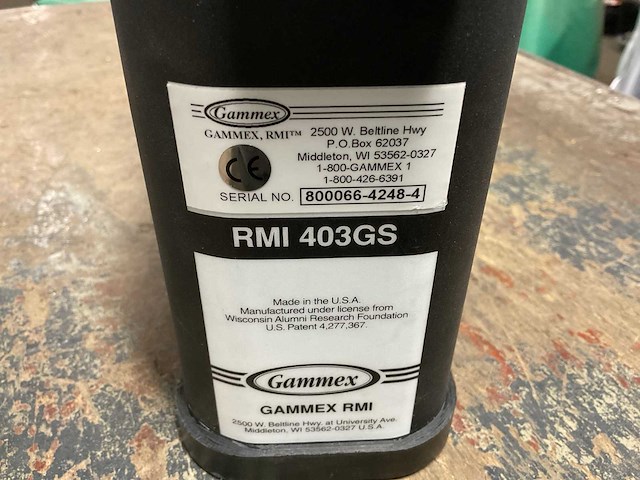 Gammex
GAMMEX, RMI™
2500 W. Beltline Hwy
P.O.Box 62037
Middleton, WI 53562-0327
1-800-GAMMEX 1
1-800-426-6391
CE
SERIAL NO. 800066-4248-4
RMI 403GS
Made in the U.S.A.
Manufactured under license from
Wisconsin Alumni Research Foundation
U.S. Patent 4,277,367.
Gammex
GAMMEX RMI
2500 W. Beltline Hwy. at University Ave.
Middleton, WI 53562-0327 U.S.A.